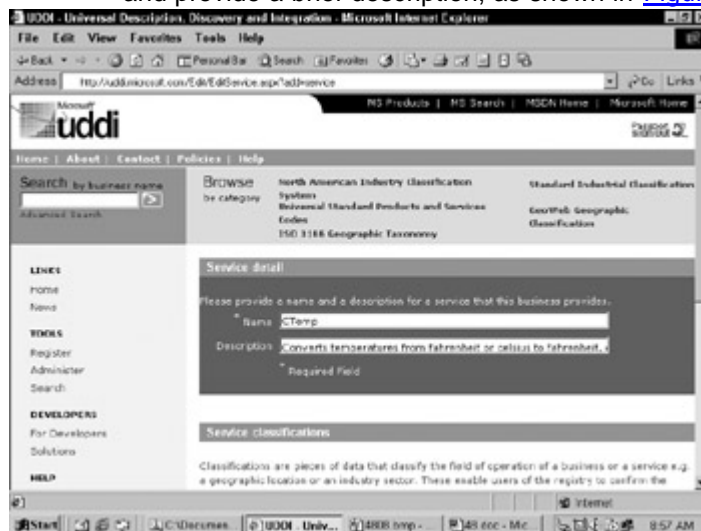 and provide a brief description, as shown in Figur
UDDI - Universal Description, Discovery and Integration - Microsoft Internet Explorer
File Edit View Favorites Tools Help
Back Personal Bar Search Favorites
Address http://uddi.microsoft.com/Edit/EditService.aspx?add=service Go Links
MS Products | MS Search | MSDN Home | Microsoft Home
Microsoft
uddi
Home | About | Contact | Policies | Help
Search by business name
Advanced Search
Browse by category
North American Industry Classification System
Universal Standard Products and Services Codes
ISO 3166 Geographic Taxonomy
Standard Industrial Classification
GeoWeb Geographic Classification
LINKS
Home
News
TOOLS
Register
Administer
Search
DEVELOPERS
For Developers
Solutions
HELP
Service detail
Please provide a name and a description for a service that this business provides.
* Name CTemp
Description Converts temperatures from fahrenheit or celsius to fahrenheit,
* Required Field
Service classifications
Classifications are pieces of data that classify the field of operation of a business or a service e.g.
a geographic location or an industry sector. These enable users of the registry to confirm the
Internet
Start UDDI - Univ... 8:57 AM